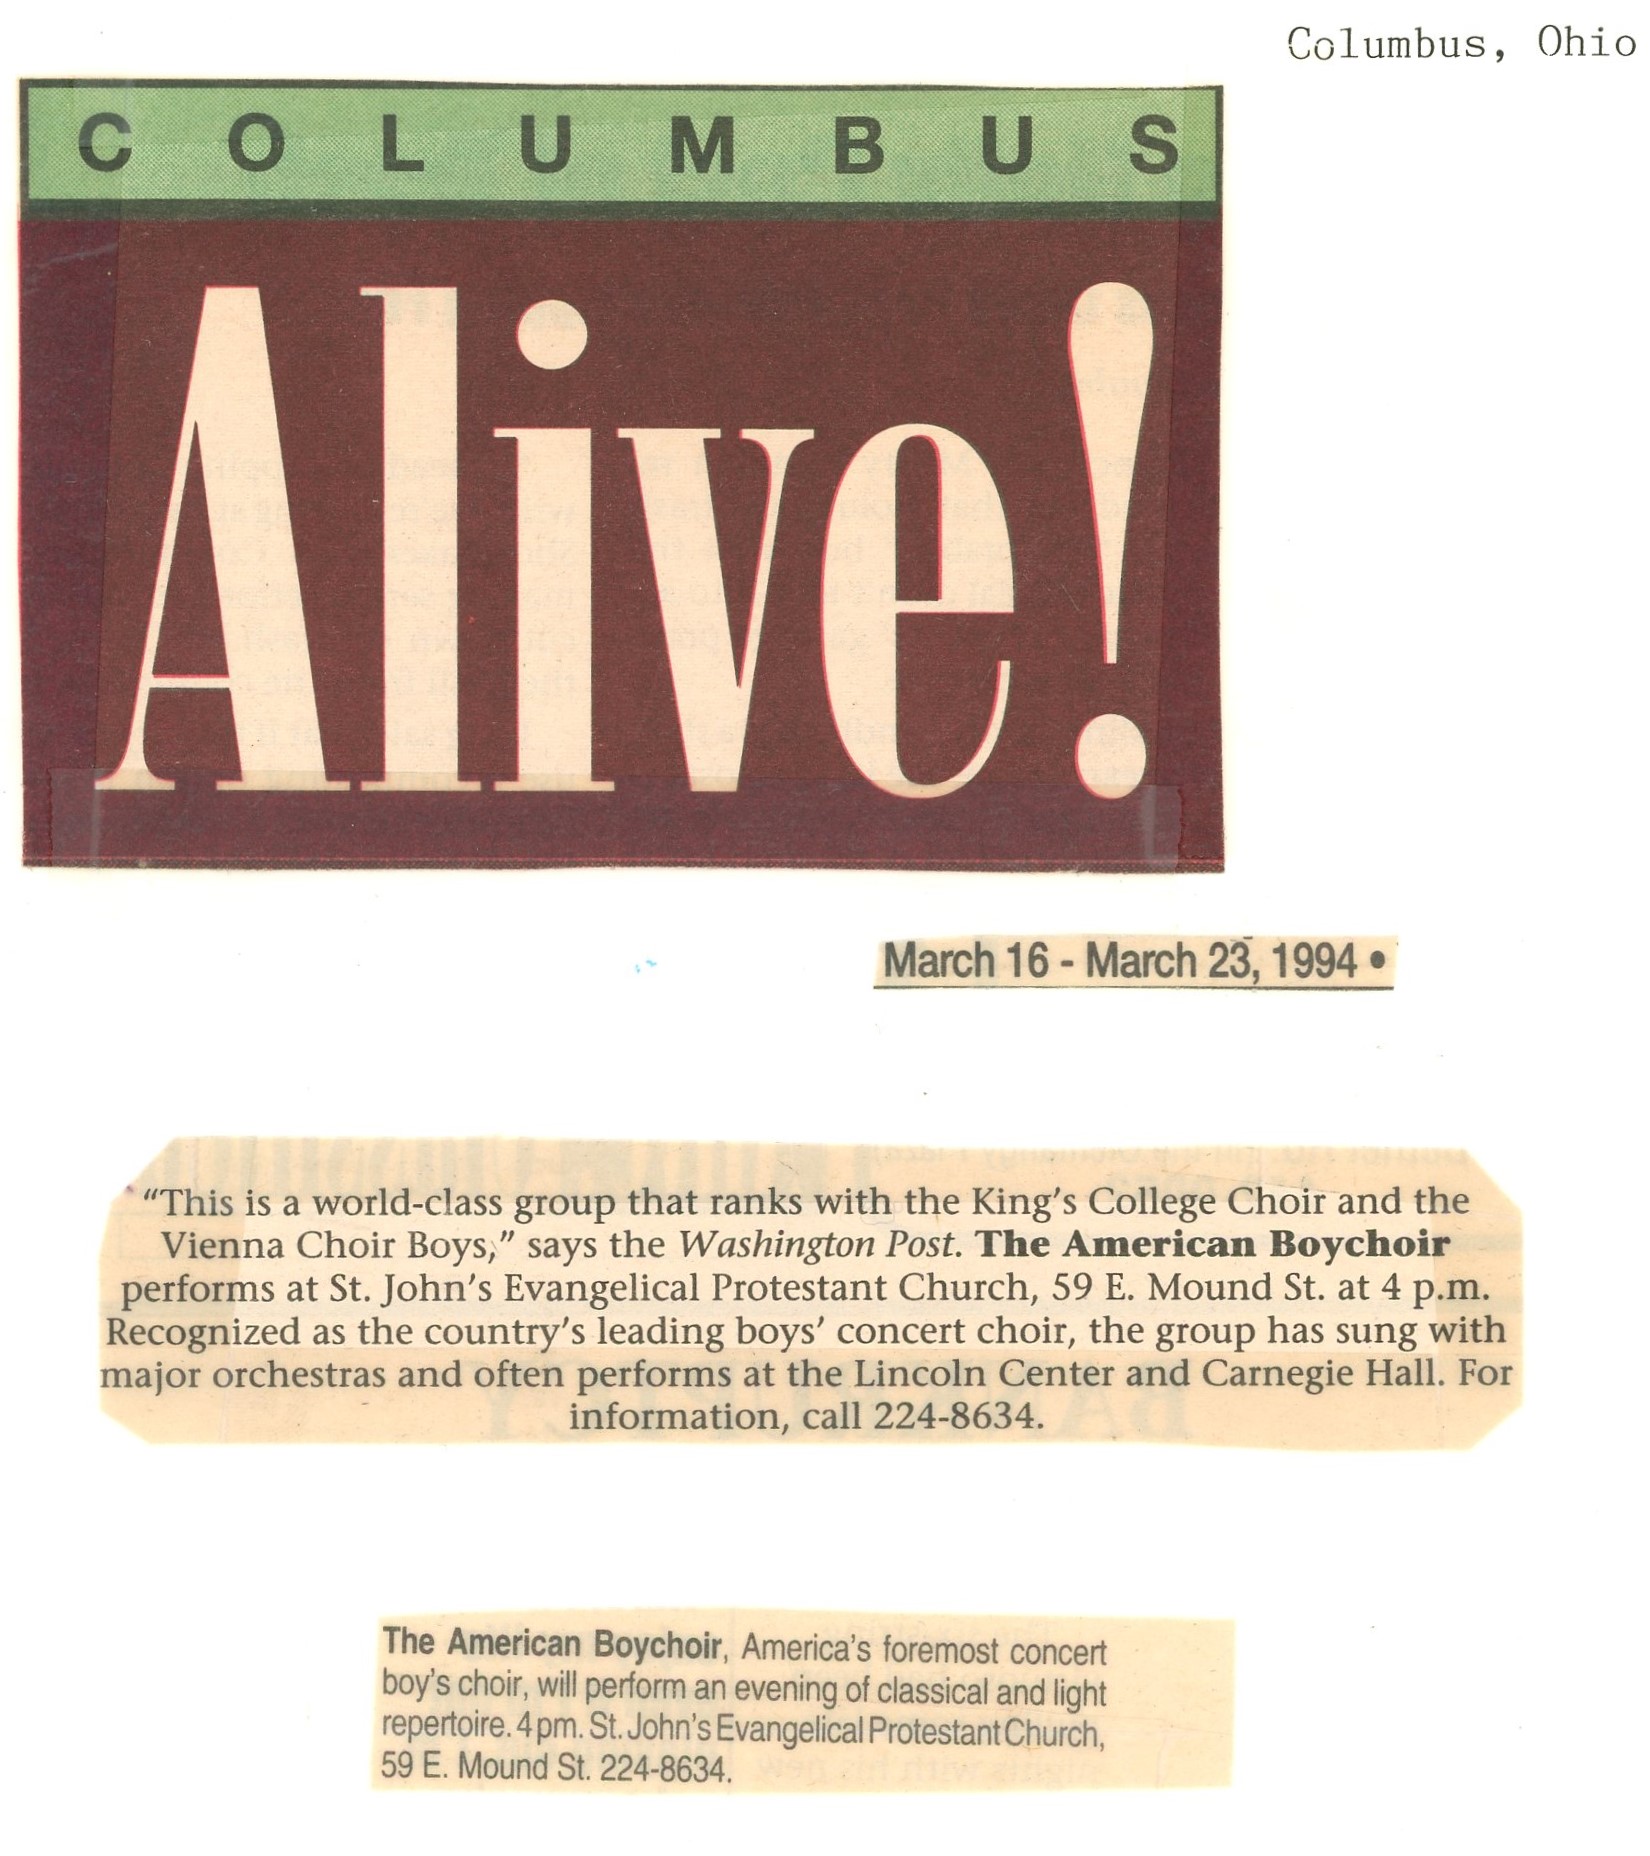 Columbus, Ohio
COLUMBUS
Alive!
March 16 - March 23, 1994 •
“This is a world-class group that ranks with the King’s College Choir and the
Vienna Choir Boys,” says the Washington Post. The American Boychoir
performs at St. John’s Evangelical Protestant Church, 59 E. Mound St. at 4 p.m.
Recognized as the country’s leading boys’ concert choir, the group has sung with
major orchestras and often performs at the Lincoln Center and Carnegie Hall. For
information, call 224-8634.
The American Boychoir, America’s foremost concert
boy’s choir, will perform an evening of classical and light
repertoire. 4 pm. St. John’s Evangelical Protestant Church,
59 E. Mound St. 224-8634.